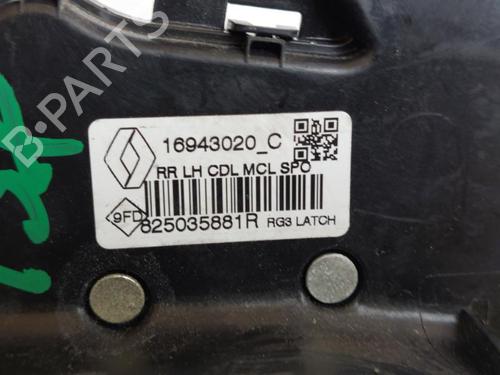 16943020_C
RR LH CDL MCL SPO
9FD
825035881R RG3 LATCH
B-PARTS